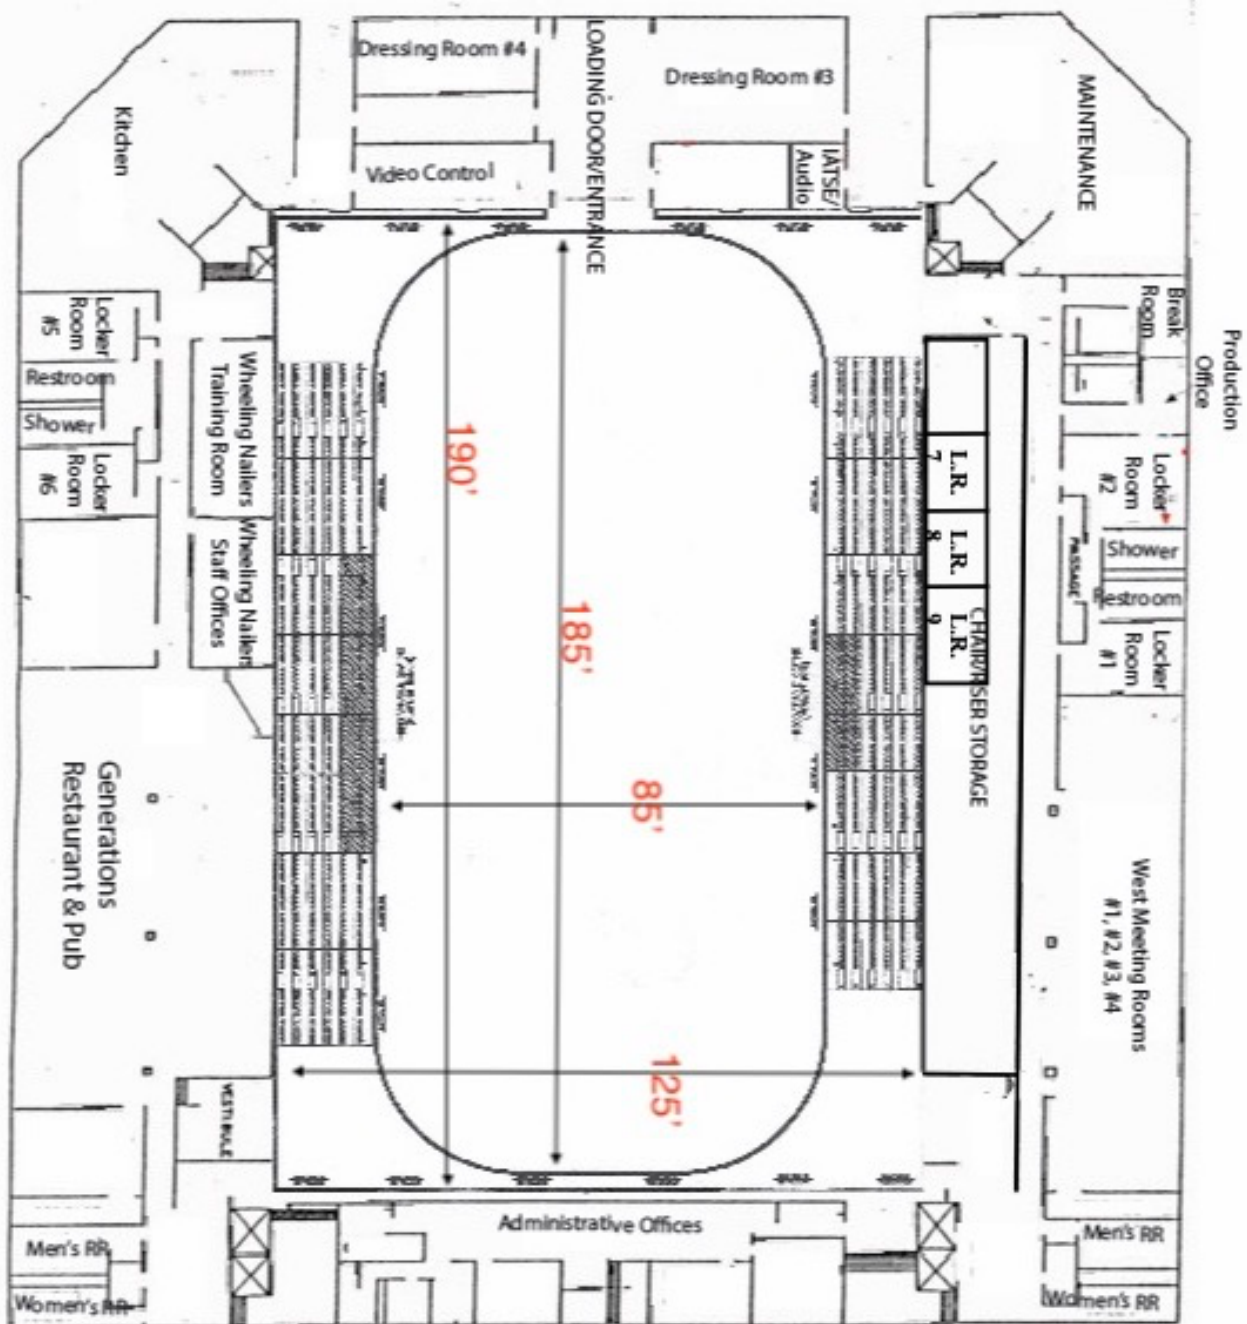 Dressing Room #4
LOADING DOOR/ENTRANCE
Dressing Room #3
MAINTENANCE
Kitchen
Video Control
IATSE/
Audio
Break
Room
Production
Office
Locker
Room
#5
Restroom
Shower
Locker
Room
#6
Wheeling Nailers
Training Room
Wheeling Nailers
Staff Offices
190'
185'
85'
125'
L.R.
7
L.R.
8
L.R.
9
CHAIR/RISER STORAGE
Locker
Room
#2
PASSAGE
Shower
Restroom
Locker
Room
#1
West Meeting Rooms
#1, #2, #3, #4
Generations
Restaurant & Pub
VESTIBULE
Administrative Offices
Men's RR
Women's RR
Men's RR
Women's RR